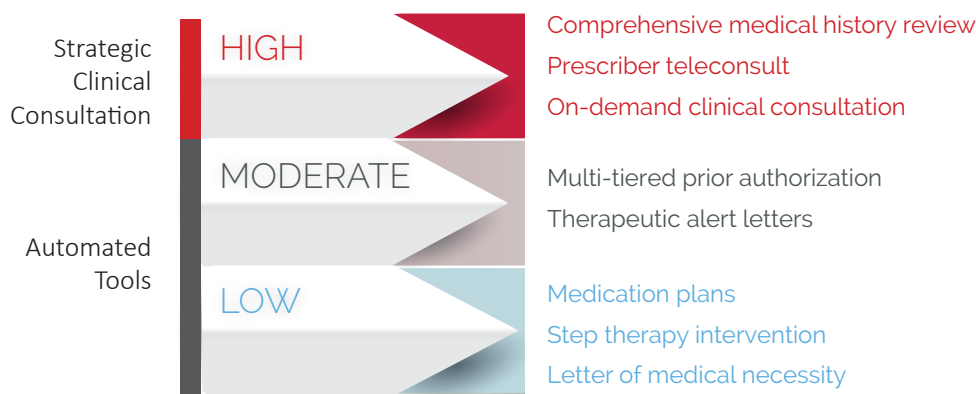 Strategic
Clinical
Consultation
HIGH
Comprehensive medical history review
Prescriber teleconsult
On-demand clinical consultation
Automated
Tools
MODERATE
Multi-tiered prior authorization
Therapeutic alert letters
LOW
Medication plans
Step therapy intervention
Letter of medical necessity